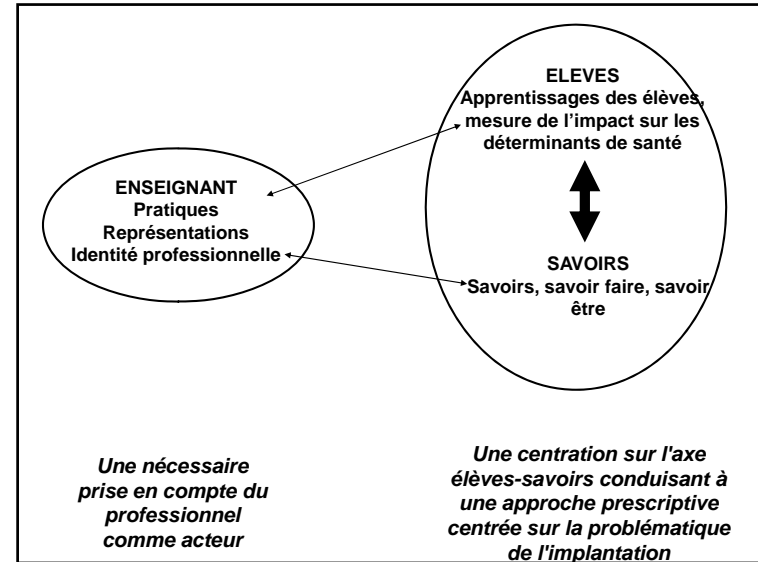 ENSEIGNANT
Pratiques
Représentations
Identité professionnelle
ELEVES
Apprentissages des élèves,
mesure de l'impact sur les
déterminants de santé
SAVOIRS
Savoirs, savoir faire, savoir
être
Une nécessaire
prise en compte du
professionnel
comme acteur
Une centration sur l'axe
élèves-savoirs conduisant à
une approche prescriptive
centrée sur la problématique
de l'implantation